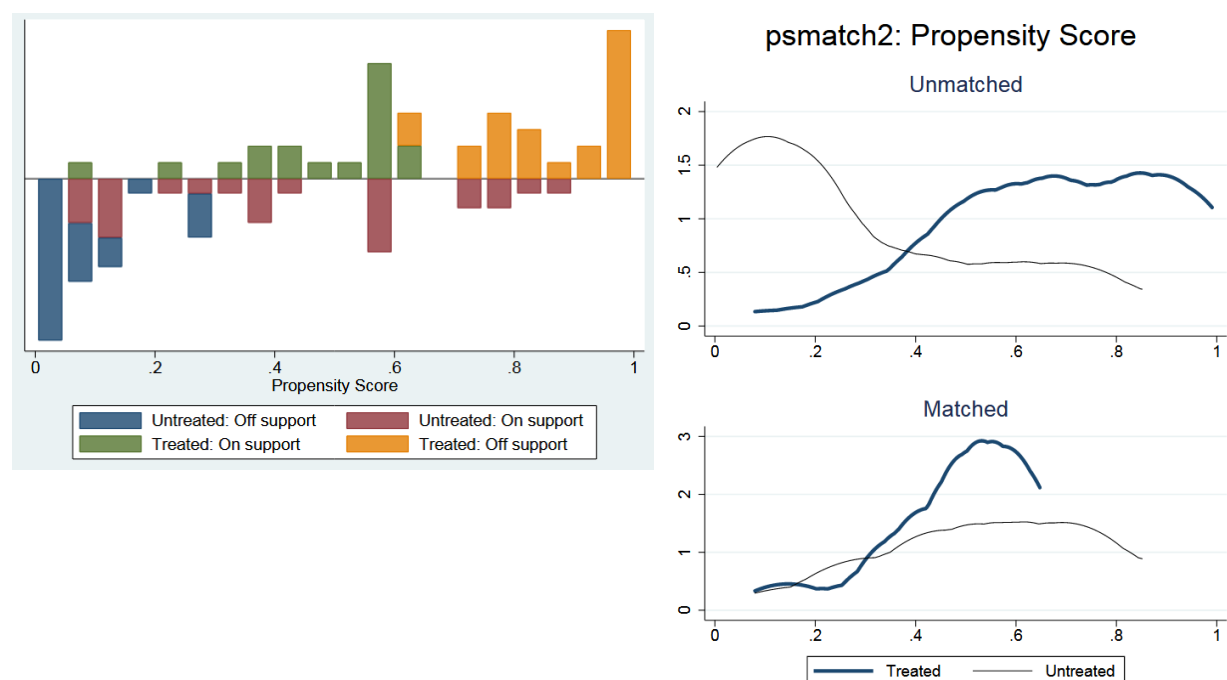 0 .2 .4 .6 .8 1
Propensity Score
Untreated: Off support Untreated: On support
Treated: On support Treated: Off support
psmatch2: Propensity Score
Unmatched
2
1.5
1
.5
0
0 .2 .4 .6 .8 1
Matched
3
2
1
0
0 .2 .4 .6 .8 1
Treated Untreated